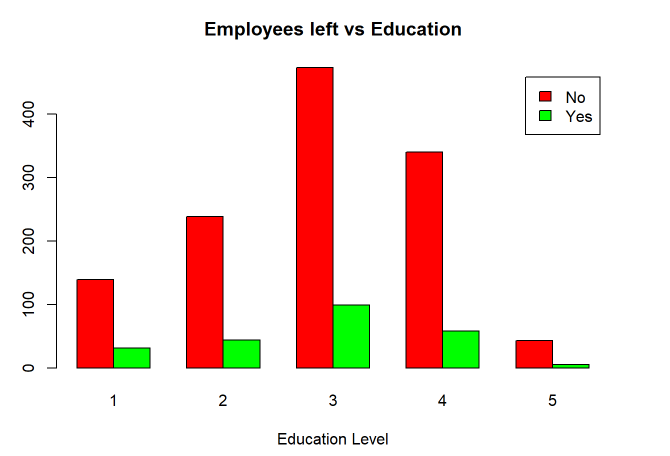 Employees left vs Education
No
Yes
400
300
200
100
0
1 2 3 4 5
Education Level